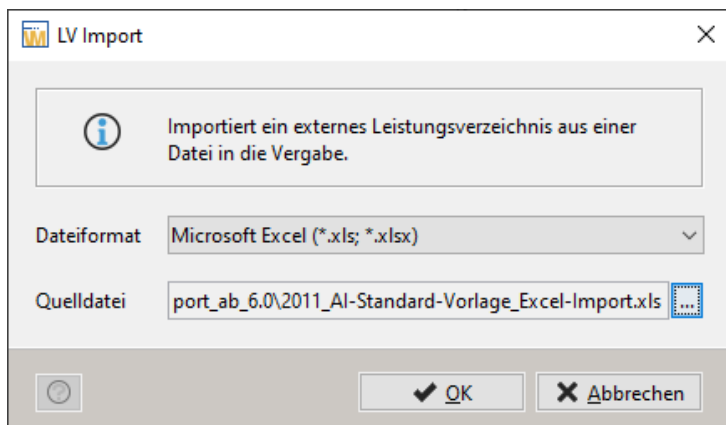 LV Import
Importiert ein externes Leistungsverzeichnis aus einer
Datei in die Vergabe.
Dateiformat Microsoft Excel (*.xls; *.xlsx)
Quelldatei port_ab_6.0\2011_AI-Standard-Vorlage_Excel-Import.xls ...
OK Abbrechen